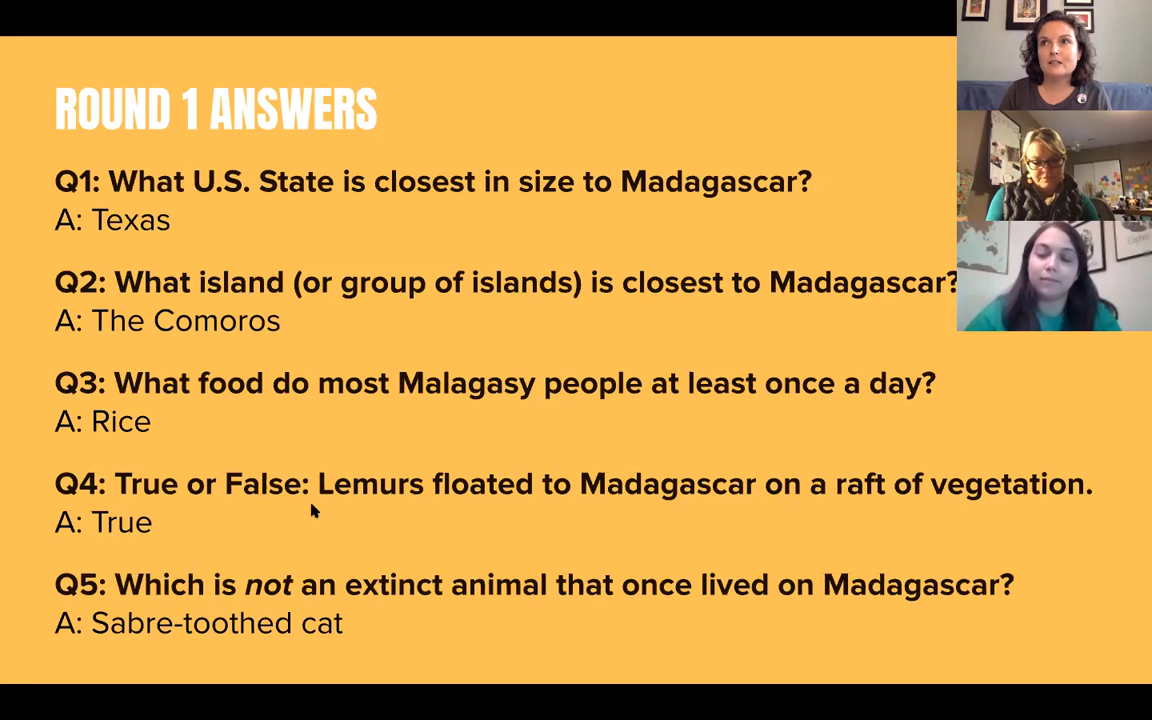 ROUND 1 ANSWERS
Q1: What U.S. State is closest in size to Madagascar?
A: Texas
Q2: What island (or group of islands) is closest to Madagascar?
A: The Comoros
Q3: What food do most Malagasy people at least once a day?
A: Rice
Q4: True or False: Lemurs floated to Madagascar on a raft of vegetation.
A: True
Q5: Which is not an extinct animal that once lived on Madagascar?
A: Sabre-toothed cat